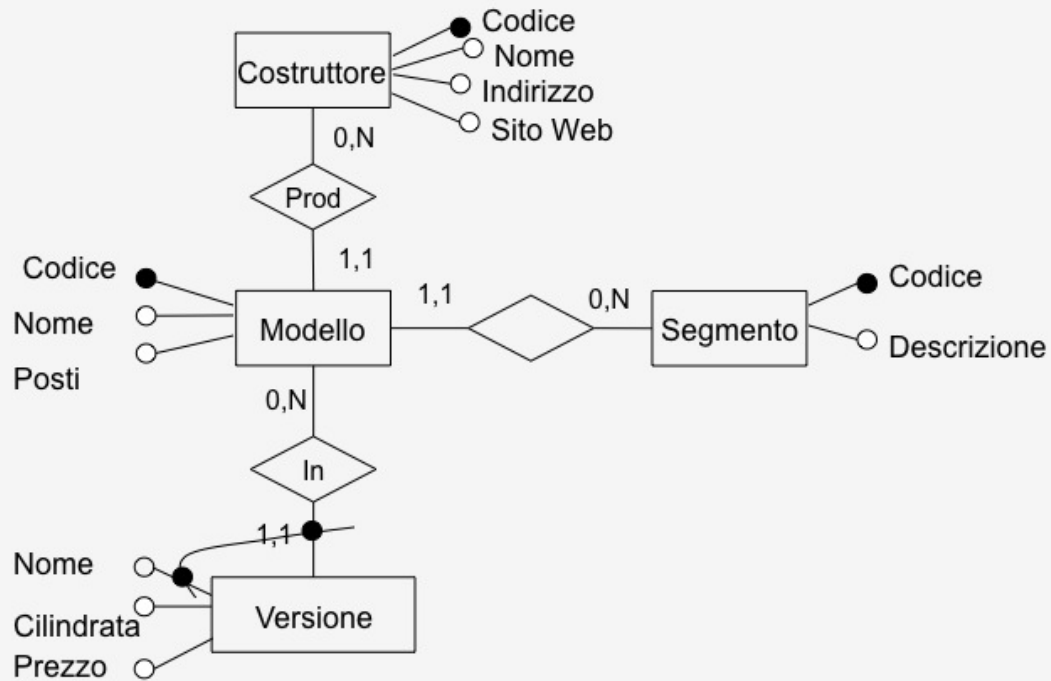 Codice
Nome
Costruttore
Indirizzo
Sito Web
0,N
Prod
1,1
Codice
Nome
Posti
Modello
1,1
0,N
Segmento
Codice
Descrizione
0,N
In
1,1
Nome
Cilindrata
Prezzo
Versione